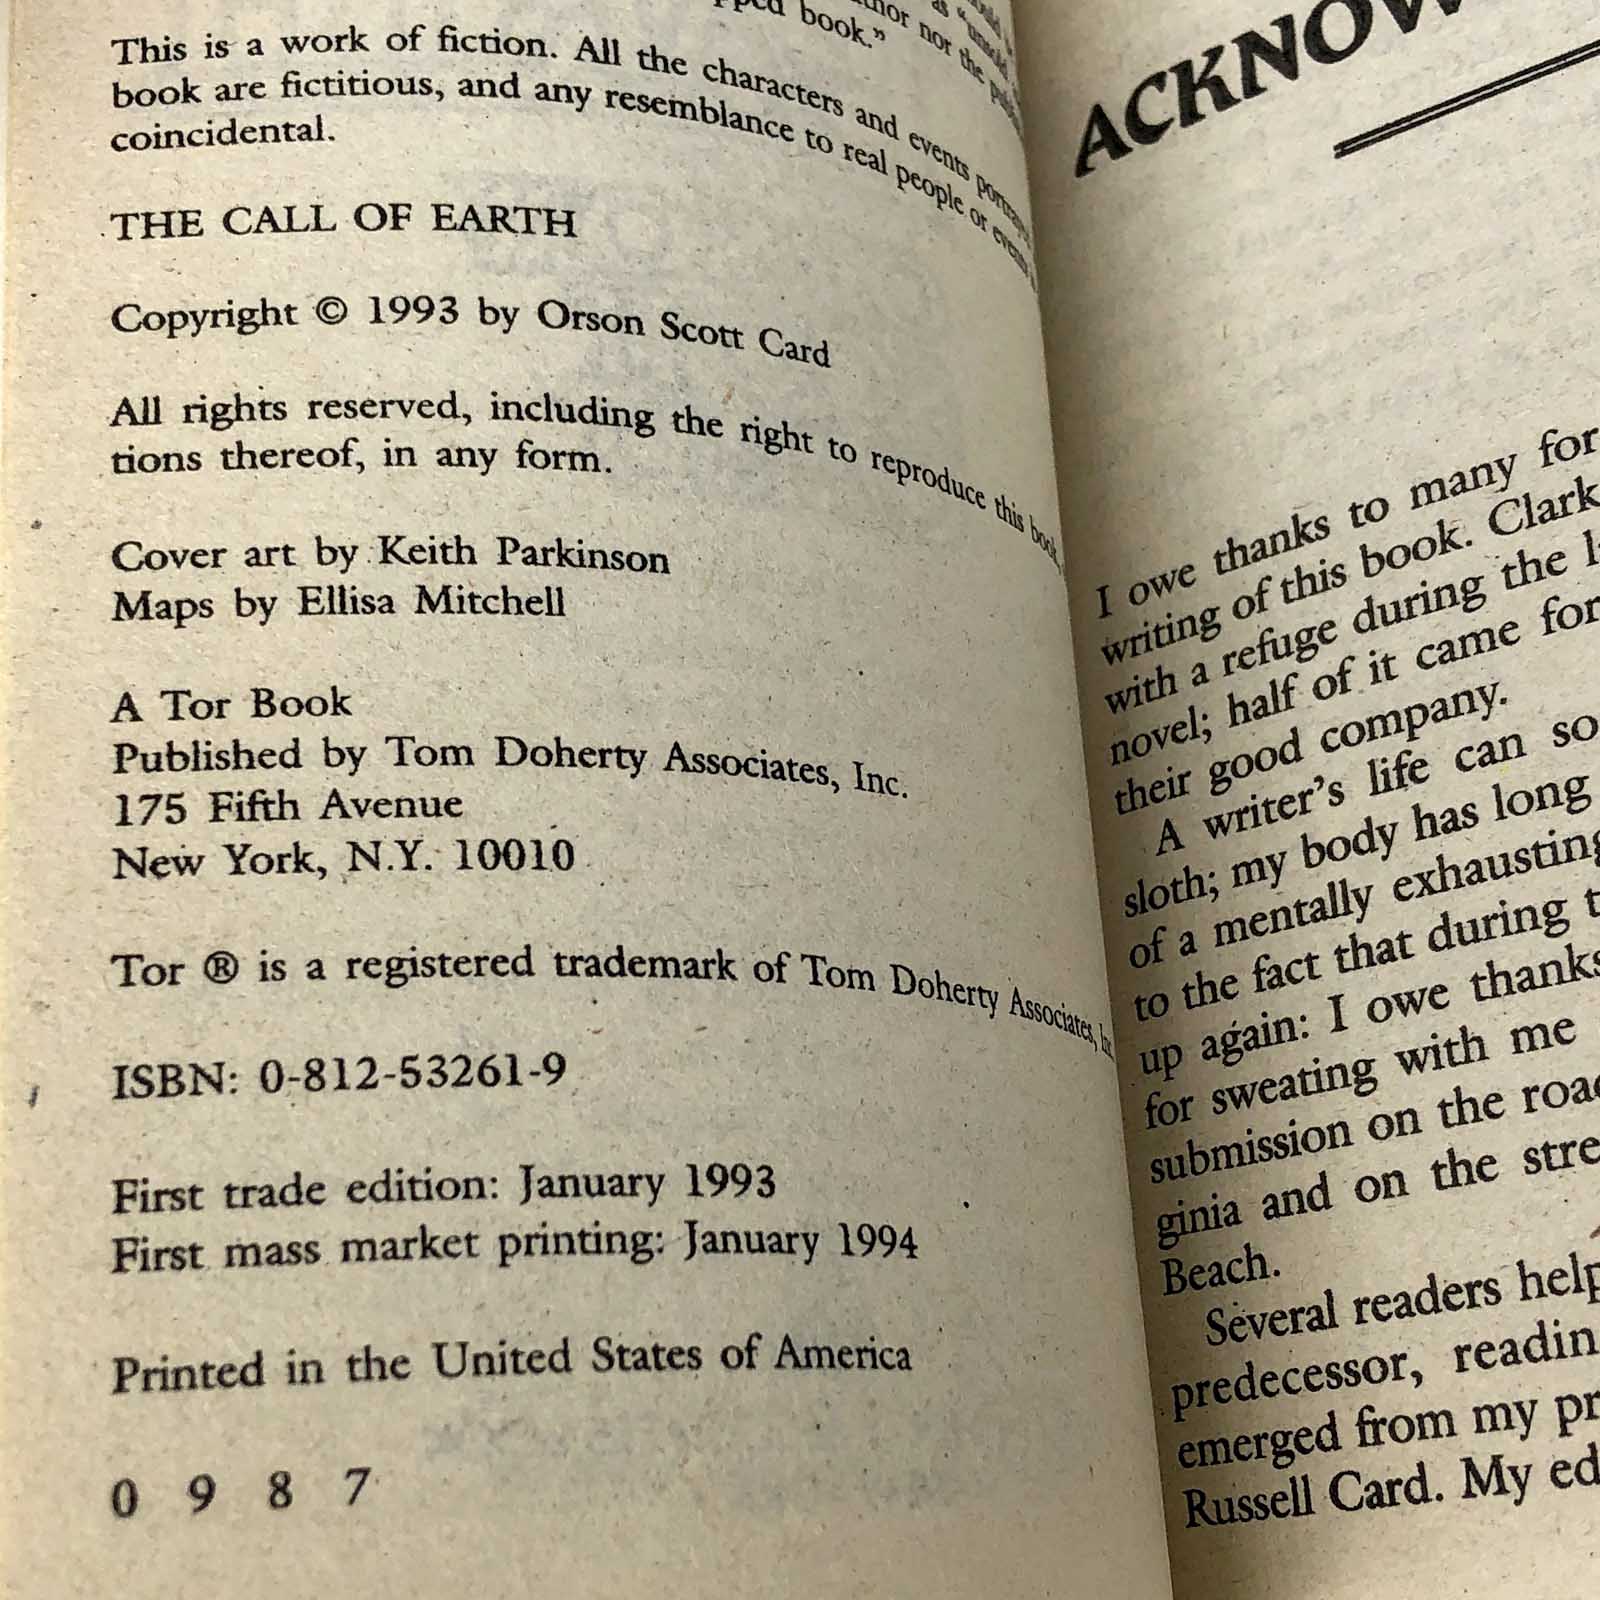 as "unsold
author nor the
book."
This is a work of fiction. All the characters and events
book are fictitious, and any resemblance to real people or events
coincidental.
THE CALL OF EARTH
Copyright © 1993 by Orson Scott Card
All rights reserved, including the right to reproduce this book,
tions thereof, in any form.
Cover art by Keith Parkinson
Maps by Ellisa Mitchell
A Tor Book
Published by Tom Doherty Associates, Inc.
175 Fifth Avenue
New York, N.Y. 10010
Tor ® is a registered trademark of Tom Doherty Associates,
ISBN: 0-812-53261-9
First trade edition: January 1993
First mass market printing: January 1994
Printed in the United States of America
0 9 8 7
ACKNOW
I owe thanks to many for
writing of this book. Clark
with a refuge during the
novel; half of it came for
their good company.
A writer's life can so
sloth; my body has long
of a mentally exhausting
to the fact that during
up again: I owe thanks
for sweating with me
submission on the road
ginia and on the stre
Beach.
Several readers help
predecessor, readin
emerged from my pr
Russell Card. My ed